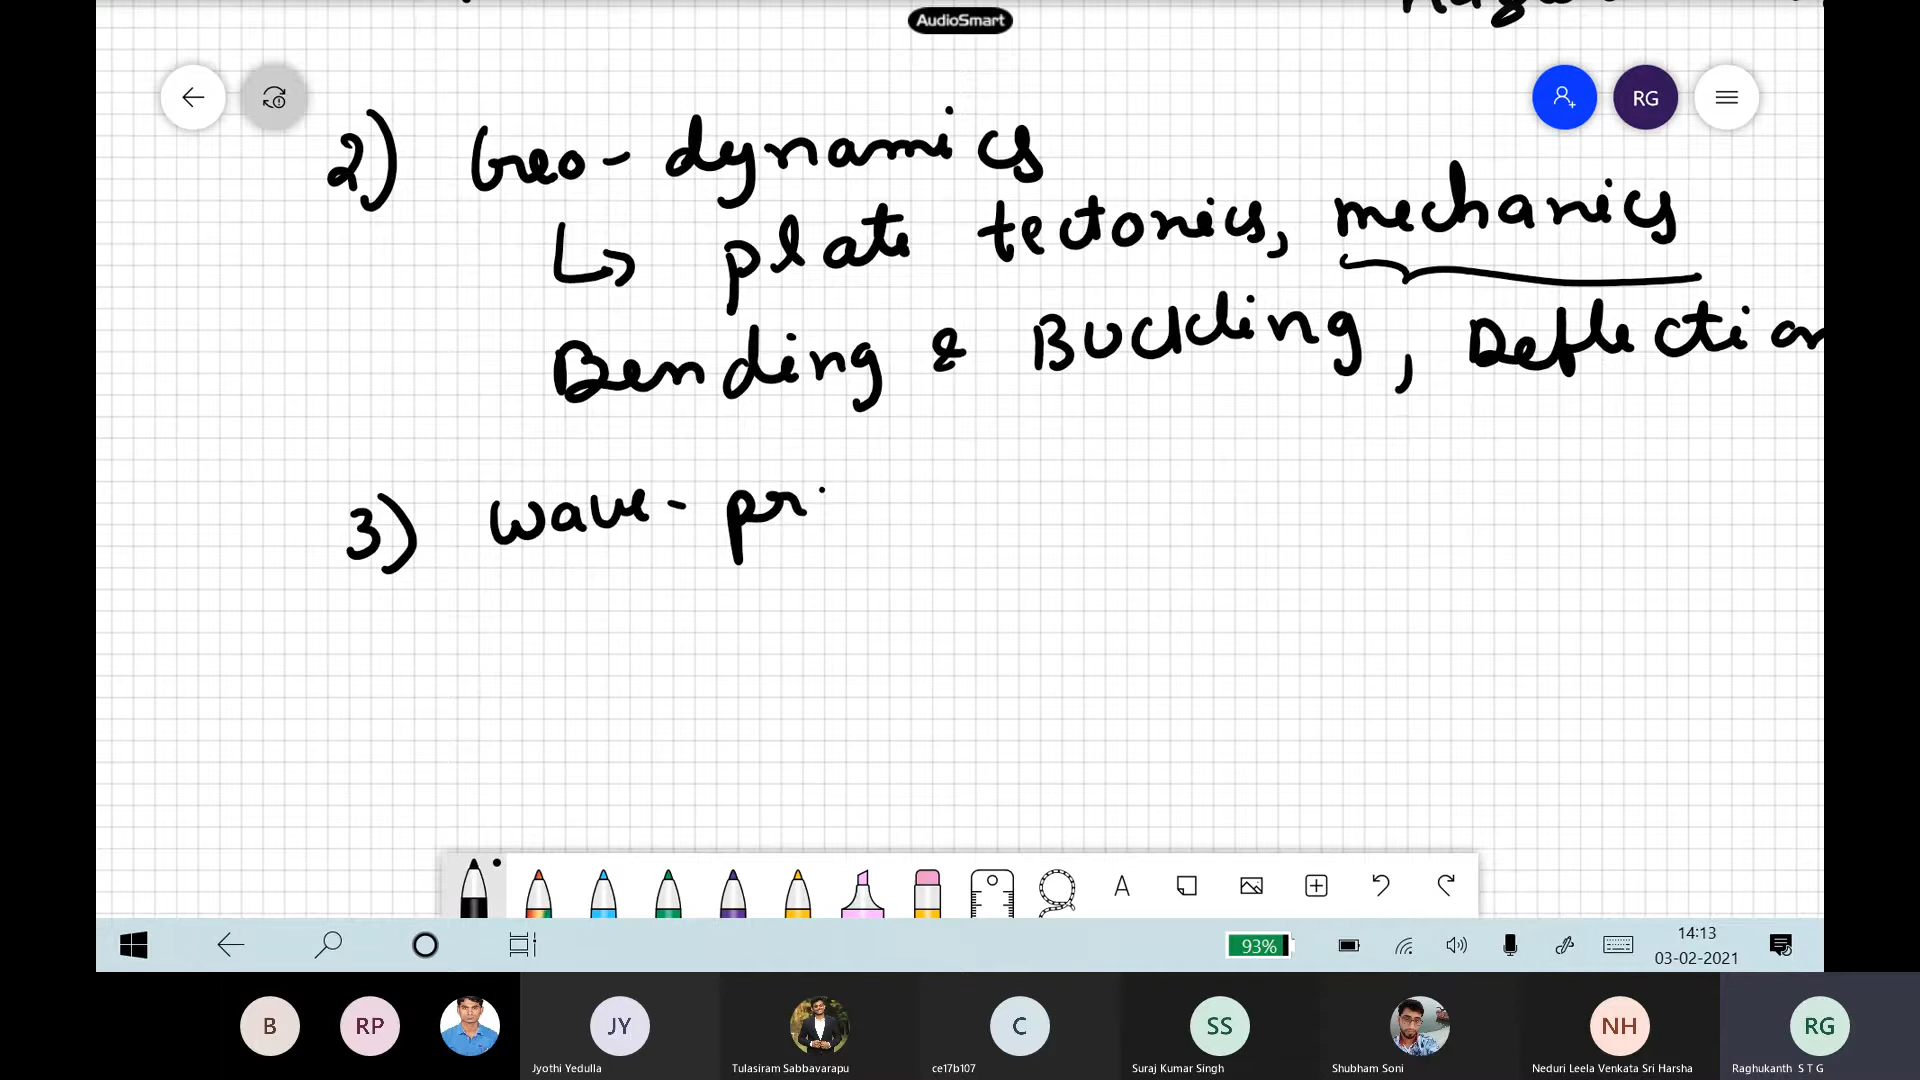 AudioSmart
RG
2) Geo-dynamics
↳ plate tectonics, mechanics
Bending & Buckling, Deflection
3) wave-pr
A
93%
14:13
03-02-2021
B RP JY C SS NH RG
Jyothi Yedulla Tulasiram Sabbavarapu ce17b107 Suraj Kumar Singh Shubham Soni Neduri Leela Venkata Sri Harsha Raghukanth S T G